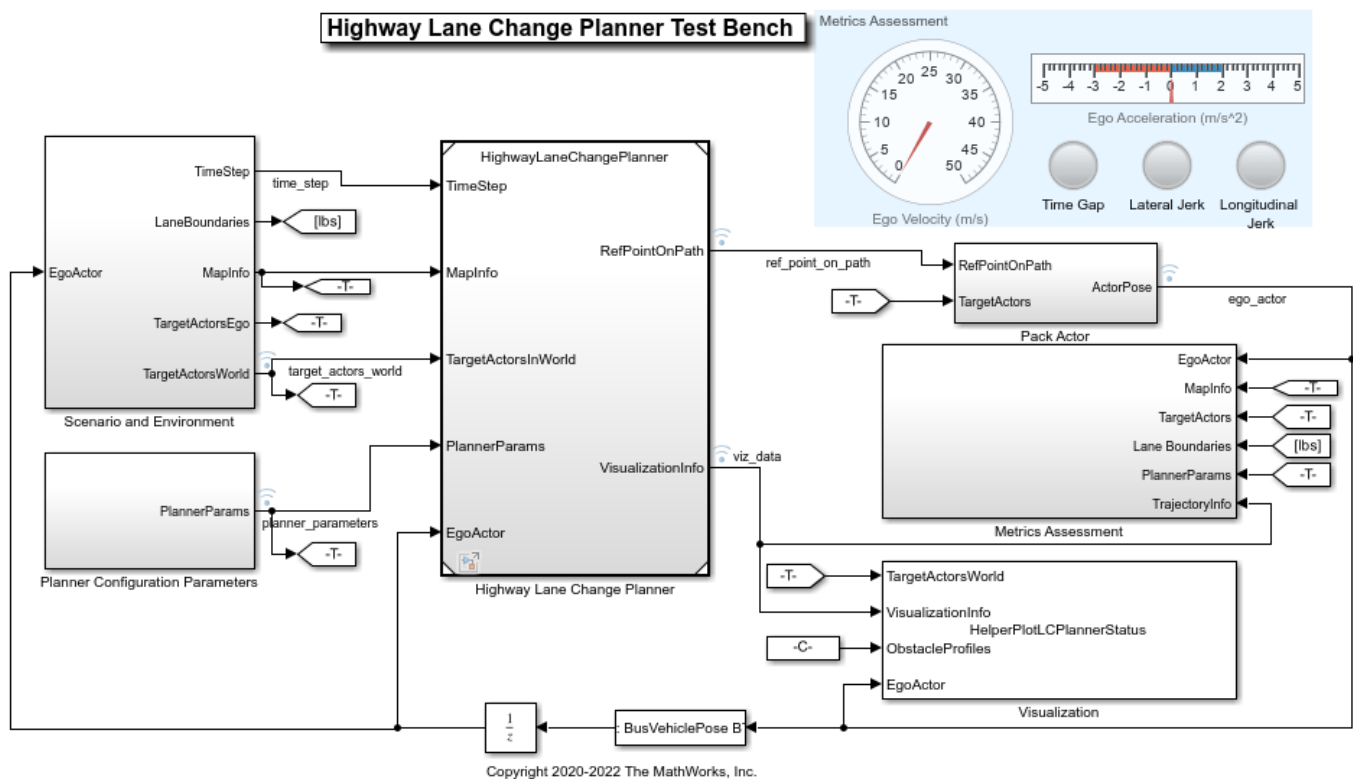 Highway Lane Change Planner Test Bench
Metrics Assessment
0 5 10 15 20 25 30 35 40 45 50
Ego Velocity (m/s)
-5 -4 -3 -2 -1 0 1 2 3 4 5
Ego Acceleration (m/s^2)
Time Gap
Lateral Jerk
Longitudinal
Jerk
EgoActor
TimeStep
LaneBoundaries
MapInfo
TargetActorsEgo
TargetActorsWorld
Scenario and Environment
time_step
[lbs]
-T-
-T-
target_actors_world
-T-
PlannerParams
Planner Configuration Parameters
planner_parameters
-T-
HighwayLaneChangePlanner
TimeStep
MapInfo
TargetActorsInWorld
PlannerParams
EgoActor
RefPointOnPath
VisualizationInfo
Highway Lane Change Planner
ref_point_on_path
viz_data
-T-
RefPointOnPath
TargetActors
ActorPose
Pack Actor
ego_actor
EgoActor
MapInfo
TargetActors
Lane Boundaries
PlannerParams
TrajectoryInfo
Metrics Assessment
-T-
-T-
[lbs]
-T-
-T-
-C-
TargetActorsWorld
VisualizationInfo
HelperPlotLCPlannerStatus
ObstacleProfiles
EgoActor
Visualization
1
z
: BusVehiclePose B
Copyright 2020-2022 The MathWorks, Inc.